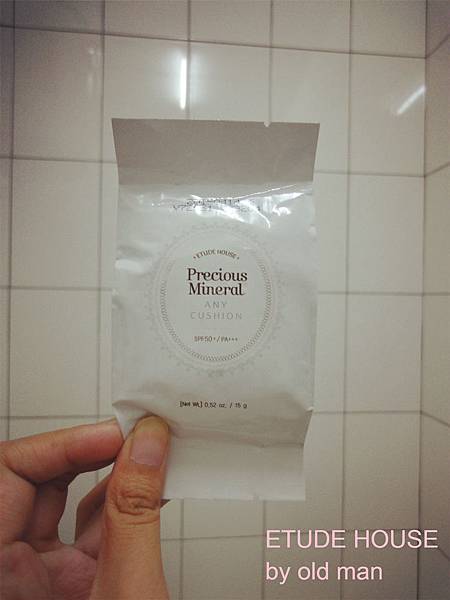 • ETUDE HOUSE •
Precious
Mineral
ANY
CUSHION
SPF50+/PA+++
[Net Wt.] 0.52 oz. / 15 g
ETUDE HOUSE
by old man